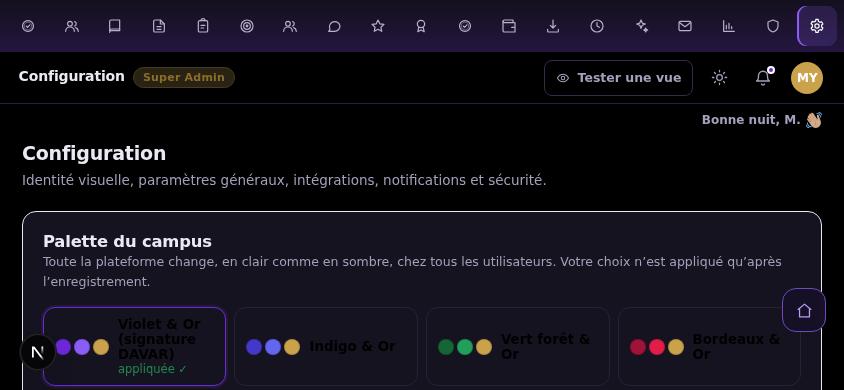 Configuration
Super Admin
Tester une vue
MY
Bonne nuit, M. 👋
Configuration
Identité visuelle, paramètres généraux, intégrations, notifications et sécurité.
Palette du campus
Toute la plateforme change, en clair comme en sombre, chez tous les utilisateurs. Votre choix n’est appliqué qu’après
l’enregistrement.
Violet & Or
(signature
DAVAR)
appliquée ✓
Indigo & Or
Vert forêt &
Or
Bordeaux &
Or
N